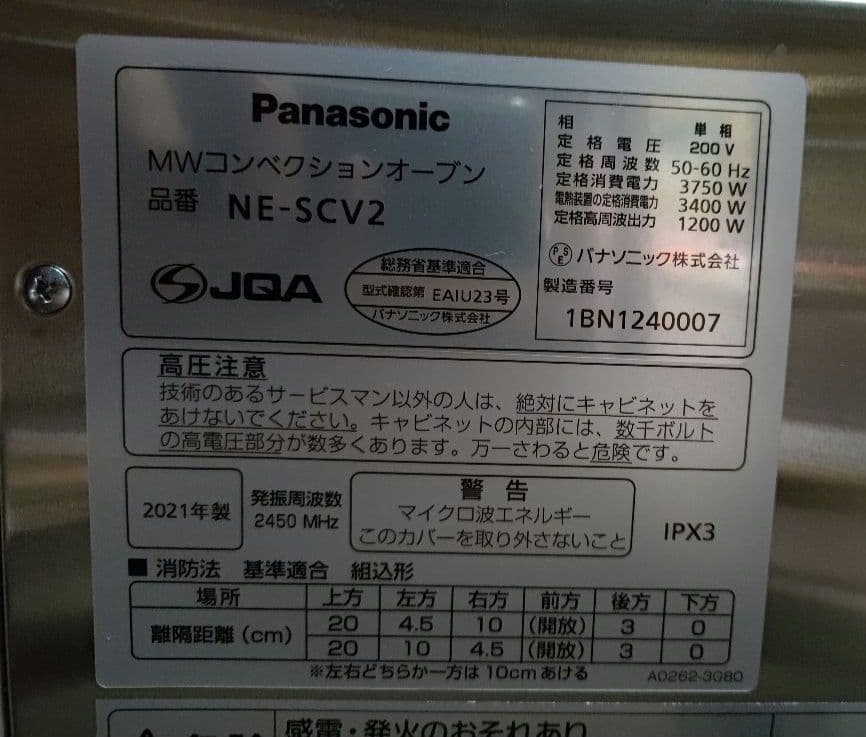 Panasonic
MWコンベクションオーブン
品番 NE-SCV2
JQA
総務省基準適合
型式確認第 EAIU23号
パナソニック株式会社
相 単相
定格電圧 200 V
定格周波数 50-60 Hz
定格消費電力 3750 W
電熱装置の定格消費電力 3400 W
定格高周波出力 1200 W
PSE パナソニック株式会社
製造番号
1BN1240007
高圧注意
技術のあるサービスマン以外の人は、絶対にキャビネットを
あけないでください。キャビネットの内部には、数千ボルト
の高電圧部分が数多くあります。万一さわると危険です。
2021年製
発振周波数
2450 MHz
警告
マイクロ波エネルギー
このカバーを取り外さないこと
IPX3
■ 消防法 基準適合 組込形
場所 上方 左方 右方 前方 後方 下方
離隔距離(cm) 20 4.5 10 (開放) 3 0
20 10 4.5 (開放) 3 0
※左右どちらか一方は10cmあける
A0262-3G80
感電・発火のおそれあり